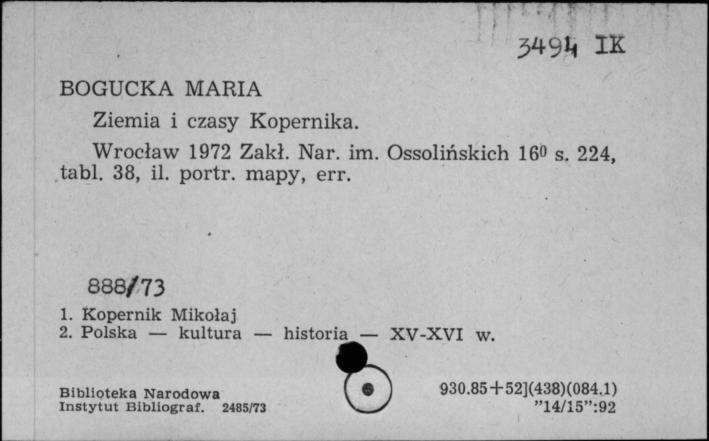 3494 IK
BOGUCKA MARIA
Ziemia i czasy Kopernika.
Wrocław 1972 Zakł. Nar. im. Ossolińskich 16⁰ s. 224,
tabl. 38, il. portr. mapy, err.
888/73
1. Kopernik Mikołaj
2. Polska — kultura — historia — XV-XVI w.
Biblioteka Narodowa 930.85+52](438)(084.1)
Instytut Bibliograf. 2485/73 "14/15":92